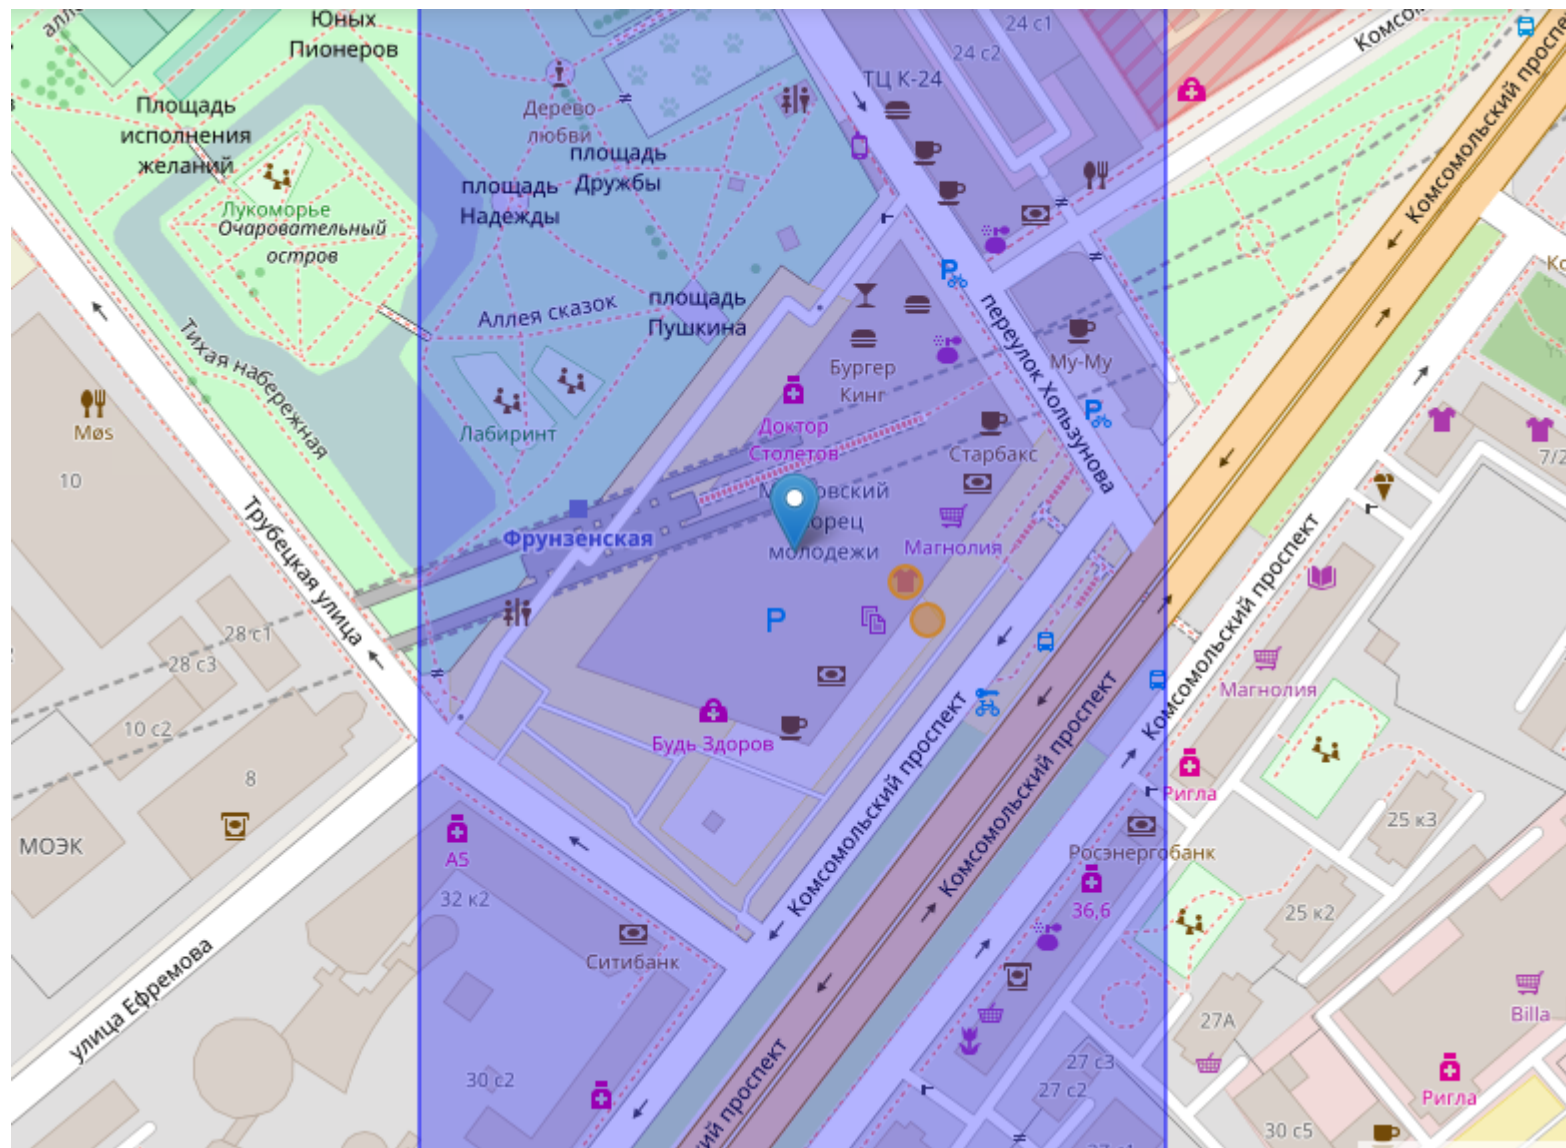 Юных
Пионеров
24 с1
24 с2
Площадь
исполнения
желаний
Дерево
любви
ТЦ К-24
площадь
Дружбы
площадь
Надежды
Лукоморье
Очаровательный
остров
Комсомольский проспект
Аллея сказок
площадь
Пушкина
Тихая набережная
переулок Хользунова
Му-Му
Бургер
Кинг
Møs
10
Лабиринт
Доктор
Столетов
Старбакс
7/2
Фрунзенская
молодежи
Магнолия
P
P
P
Трубецкая улица
Комсомольский проспект
28 с1
28 с3
10 с2
8
Магнолия
Будь Здоров
Комсомольский проспект
Комсомольский проспект
Ригла
МОЭК
А5
32 к2
25 к3
Росэнергобанк
36,6
25 к2
Ситибанк
улица Ефремова
27А
Billa
30 с2
27 с3
27 с2
Ригла
30 с5